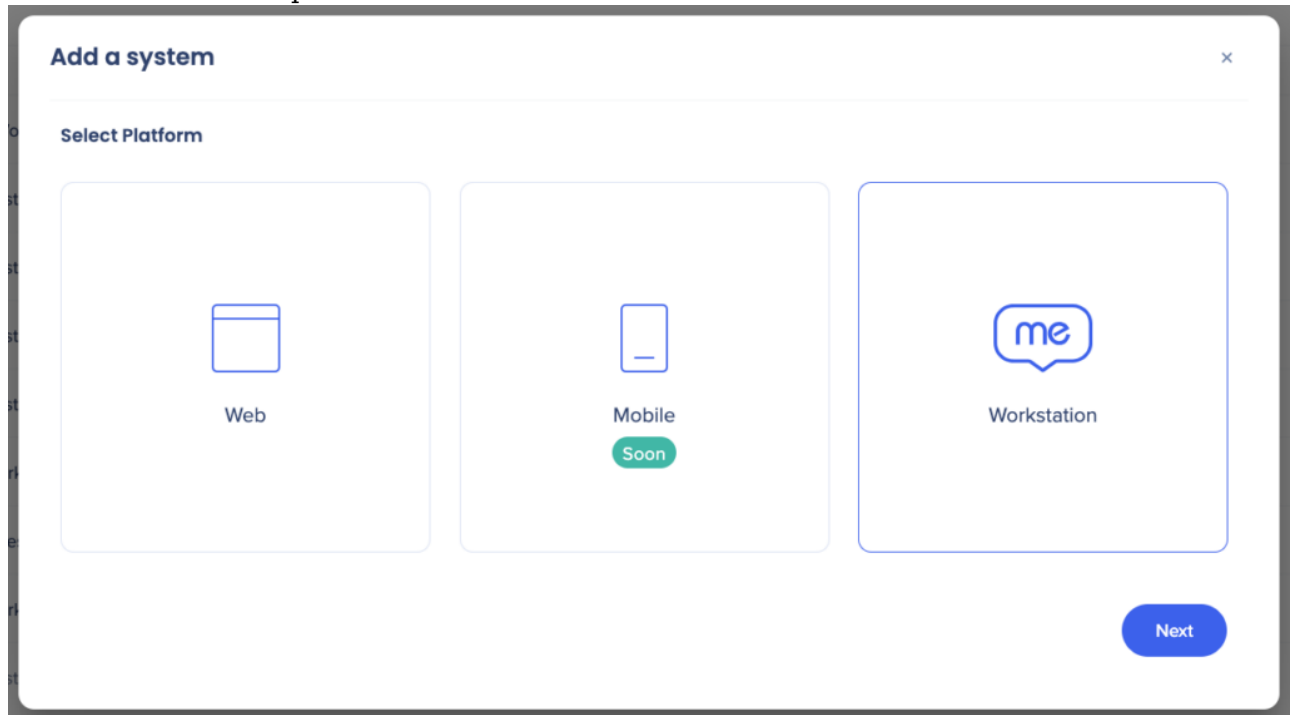 Add a system
×
Select Platform
Web
Mobile
Soon
me
Workstation
Next